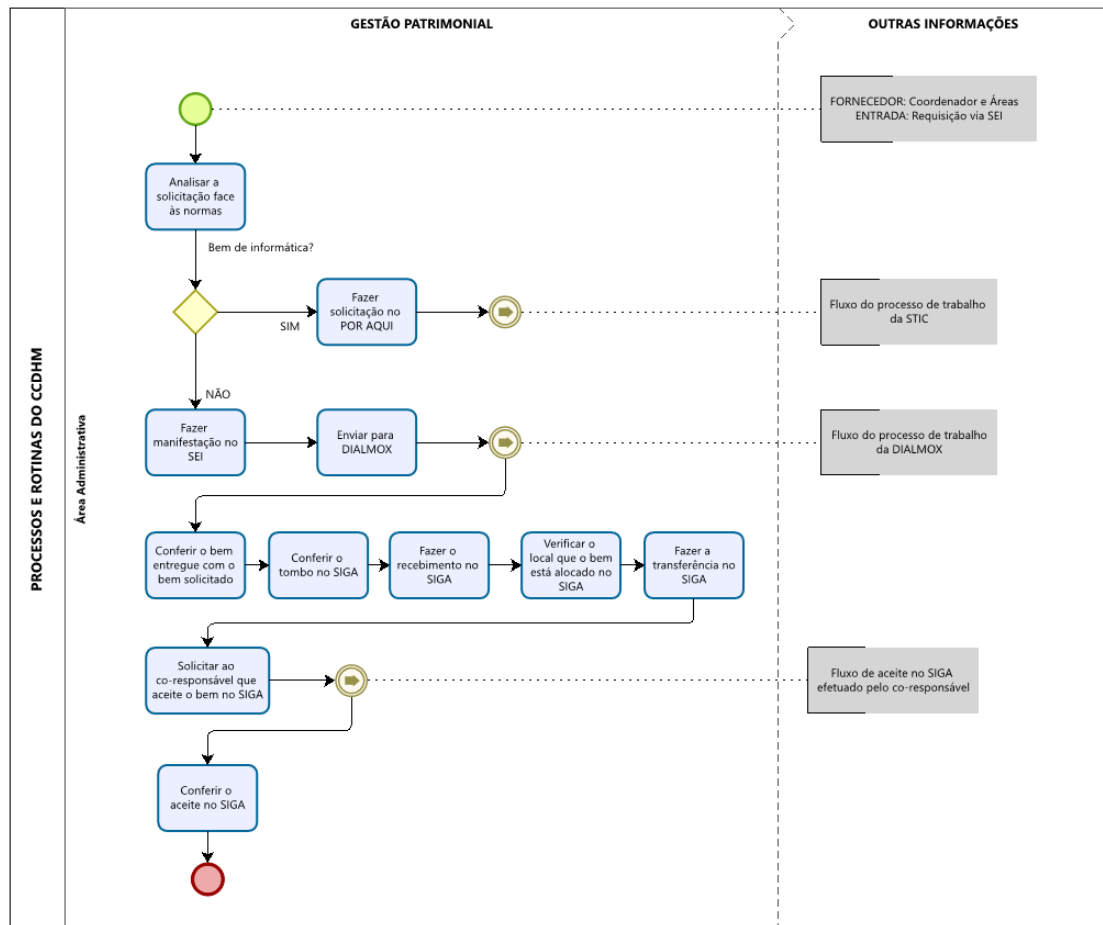 GESTÃO PATRIMONIAL
OUTRAS INFORMAÇÕES
PROCESSOS E ROTINAS DO CCDHM
Área Administrativa
FORNECEDOR: Coordenador e Áreas
ENTRADA: Requisição via SEI
Analisar a
solicitação face
às normas
Bem de informática?
SIM
Fazer
solicitação no
POR AQUI
Fluxo do processo de trabalho
da STIC
NÃO
Fazer
manifestação no
SEI
Enviar para
DIALMOX
Fluxo do processo de trabalho
da DIALMOX
Conferir o bem
entregue com o
bem solicitado
Conferir o
tombo no SIGA
Fazer o
recebimento no
SIGA
Verificar o
local que o bem
está alocado no
SIGA
Fazer a
transferência no
SIGA
Solicitar ao
co-responsável que
aceite o bem no SIGA
Fluxo de aceite no SIGA
efetuado pelo co-responsável
Conferir o
aceite no SIGA